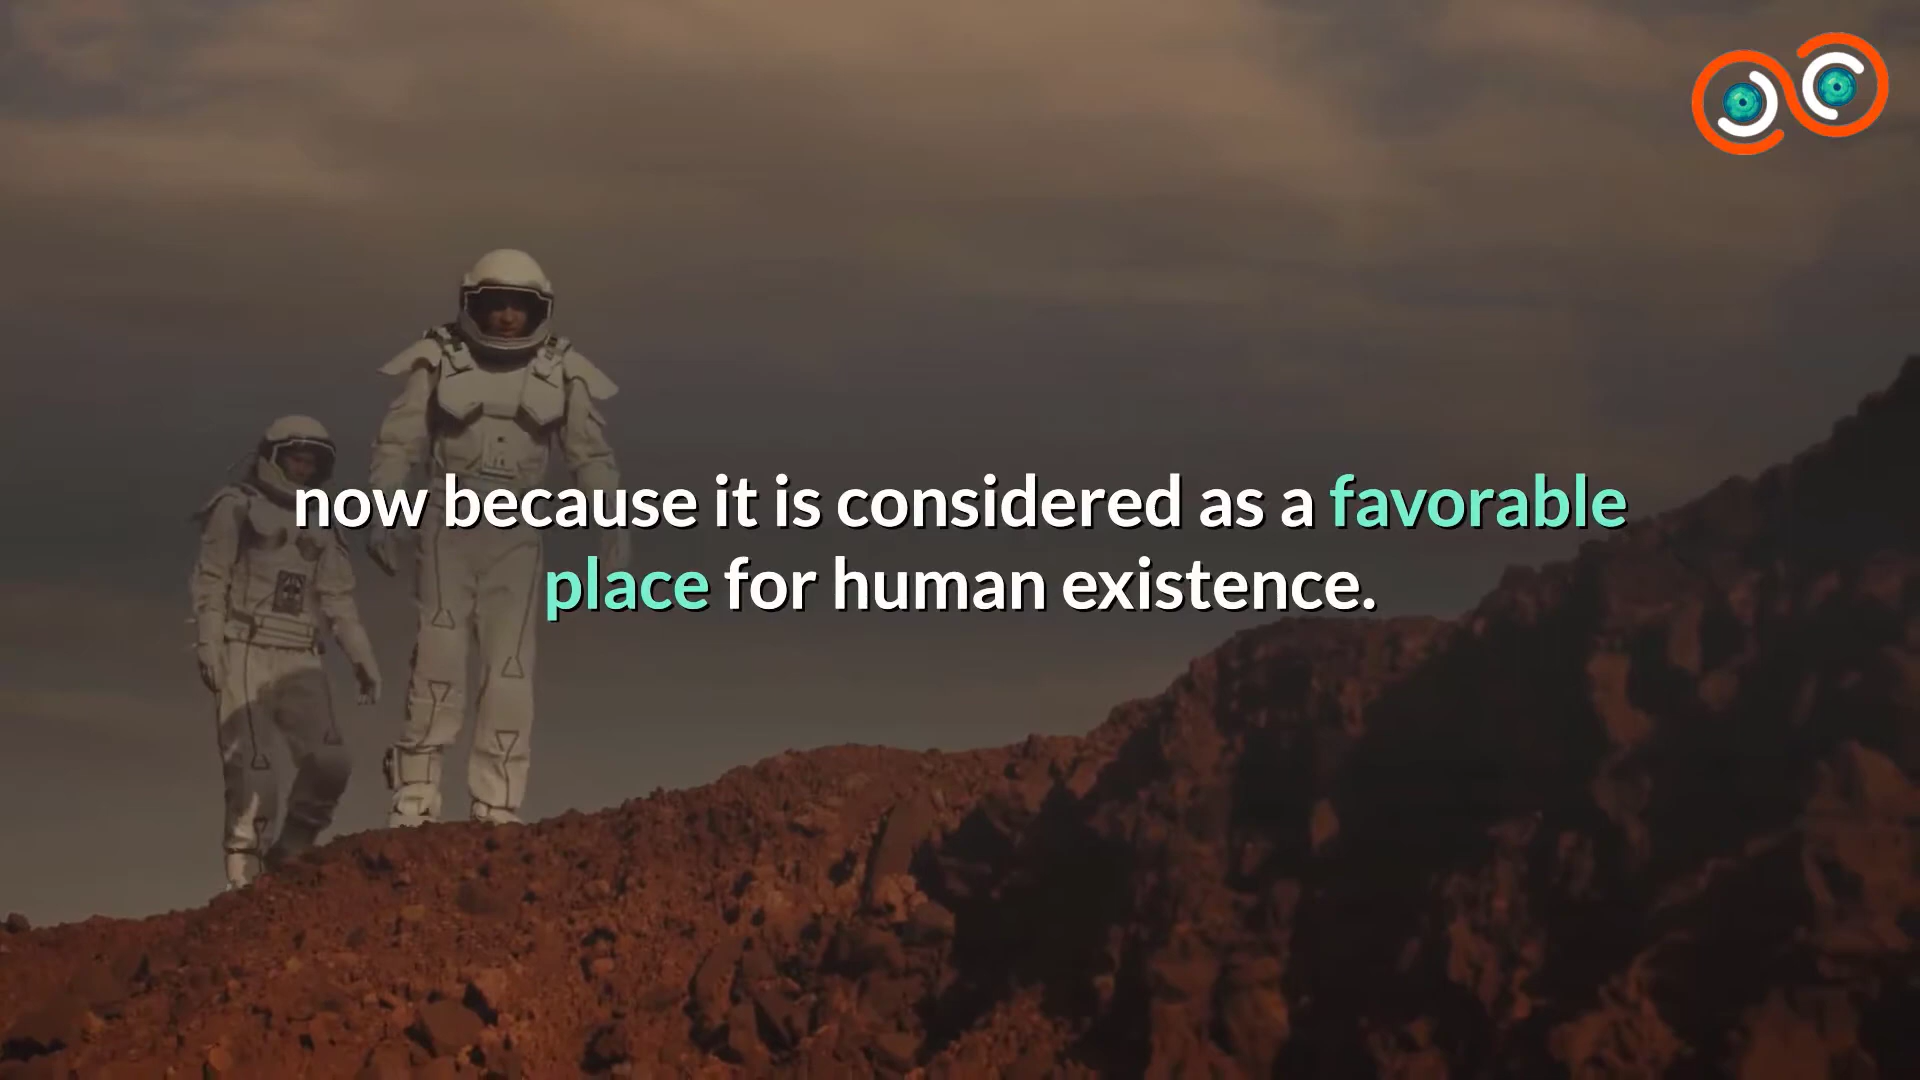 now because it is considered as a favorable
place for human existence.